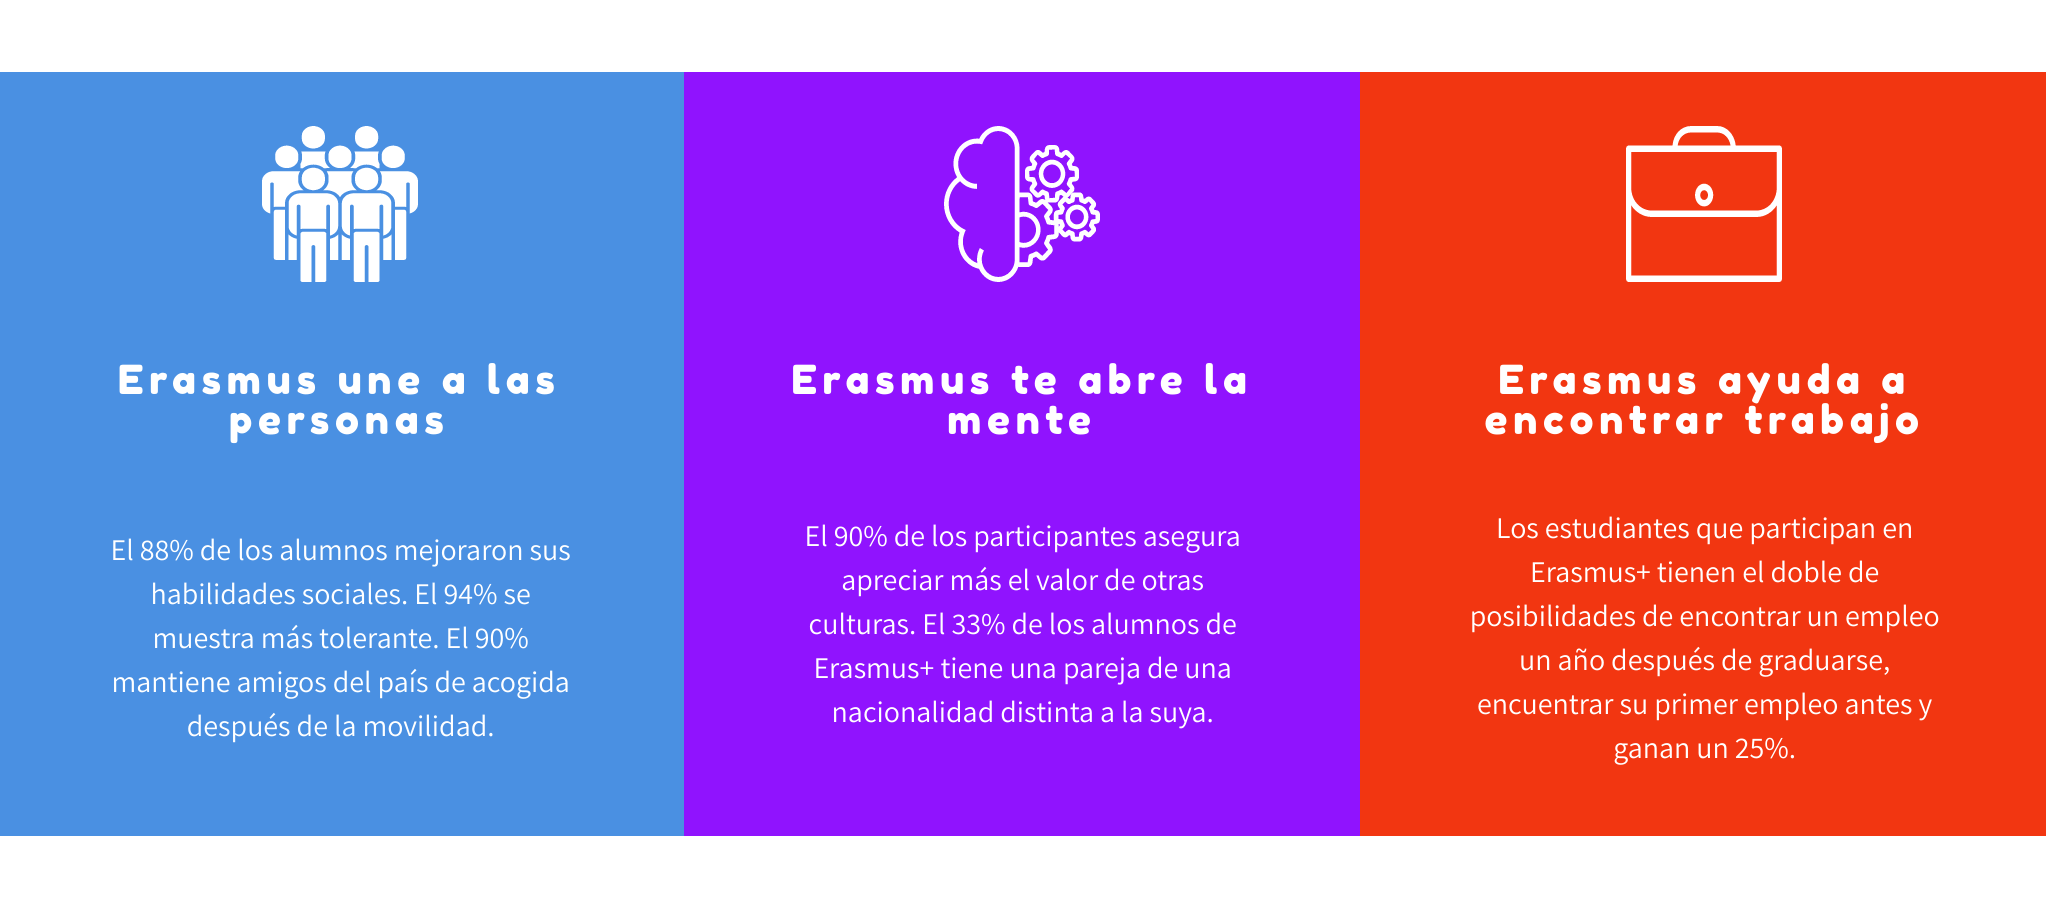 Erasmus une a las
personas
El 88% de los alumnos mejoraron sus
habilidades sociales. El 94% se
muestra más tolerante. El 90%
mantiene amigos del país de acogida
después de la movilidad.
Erasmus te abre la
mente
El 90% de los participantes asegura
apreciar más el valor de otras
culturas. El 33% de los alumnos de
Erasmus+ tiene una pareja de una
nacionalidad distinta a la suya.
Erasmus ayuda a
encontrar trabajo
Los estudiantes que participan en
Erasmus+ tienen el doble de
posibilidades de encontrar un empleo
un año después de graduarse,
encuentrar su primer empleo antes y
ganan un 25%.